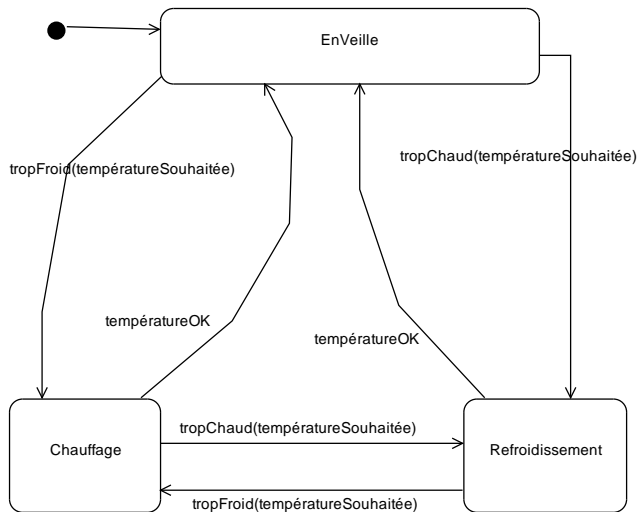 EnVeille
tropChaud(températureSouhaitée)
tropFroid(températureSouhaitée)
températureOK
températureOK
tropChaud(températureSouhaitée)
Chauffage
Refroidissement
tropFroid(températureSouhaitée)